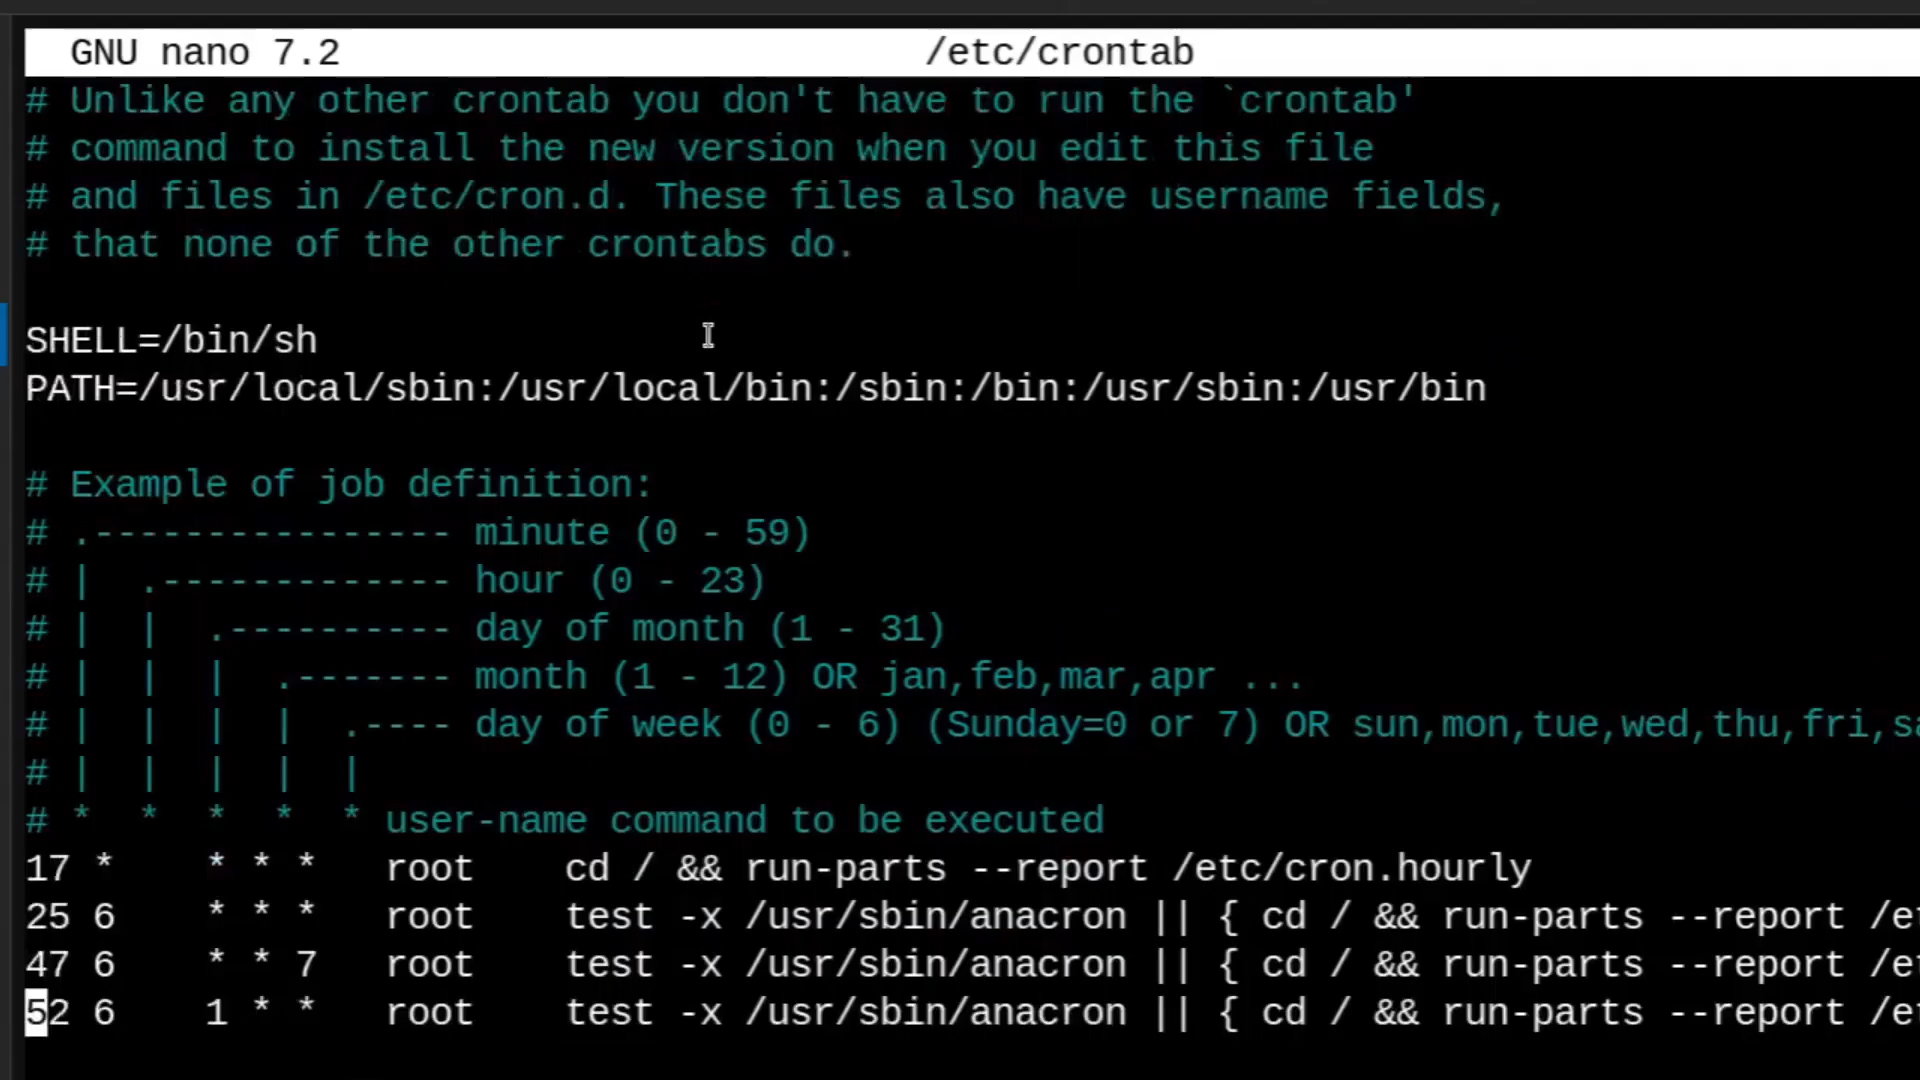 GNU nano 7.2 /etc/crontab
# Unlike any other crontab you don't have to run the `crontab'
# command to install the new version when you edit this file
# and files in /etc/cron.d. These files also have username fields,
# that none of the other crontabs do.
SHELL=/bin/sh
PATH=/usr/local/sbin:/usr/local/bin:/sbin:/bin:/usr/sbin:/usr/bin
# Example of job definition:
# .---------------- minute (0 - 59)
# |  .------------- hour (0 - 23)
# |  |  .---------- day of month (1 - 31)
# |  |  |  .------- month (1 - 12) OR jan,feb,mar,apr ...
# |  |  |  |  .---- day of week (0 - 6) (Sunday=0 or 7) OR sun,mon,tue,wed,thu,fri,sa
# |  |  |  |  |
# *  *  *  *  * user-name command to be executed
17 *    * * *   root    cd / && run-parts --report /etc/cron.hourly
25 6    * * *   root    test -x /usr/sbin/anacron || { cd / && run-parts --report /et
47 6    * * 7   root    test -x /usr/sbin/anacron || { cd / && run-parts --report /et
52 6    1 * *   root    test -x /usr/sbin/anacron || { cd / && run-parts --report /et